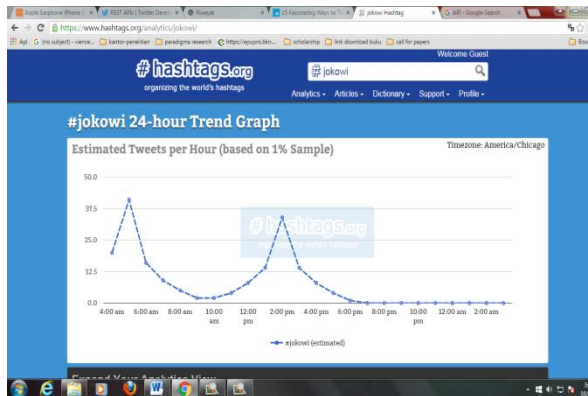 Apple Earphone iPhone 5
REST APIs | Twitter Devel
Riwayat
15 Fascinating Ways to T
jokowi Hashtag
G API - Google Search
https://www.hashtags.org/analytics/jokowi/
Apl
(no subject) - vience...
kantor-penelitian
paradigma research
https://epupns.bkn...
scholarship
link download buku
call for papers
Welcome Guest
# hashtags.org
organizing the world's hashtags
# jokowi
Analytics
Articles
Dictionary
Support
Profile
#jokowi 24-hour Trend Graph
Estimated Tweets per Hour (based on 1% Sample)
Timezone: America/Chicago
50.0
37.5
25.0
12.5
0.0
# hashtags.org
organizing the world's hashtags
4:00 am 6:00 am 8:00 am 10:00 am 12:00 pm 2:00 pm 4:00 pm 6:00 pm 8:00 pm 10:00 pm 12:00 am 2:00 am
#jokowi (estimated)
Expand Your Analytics View